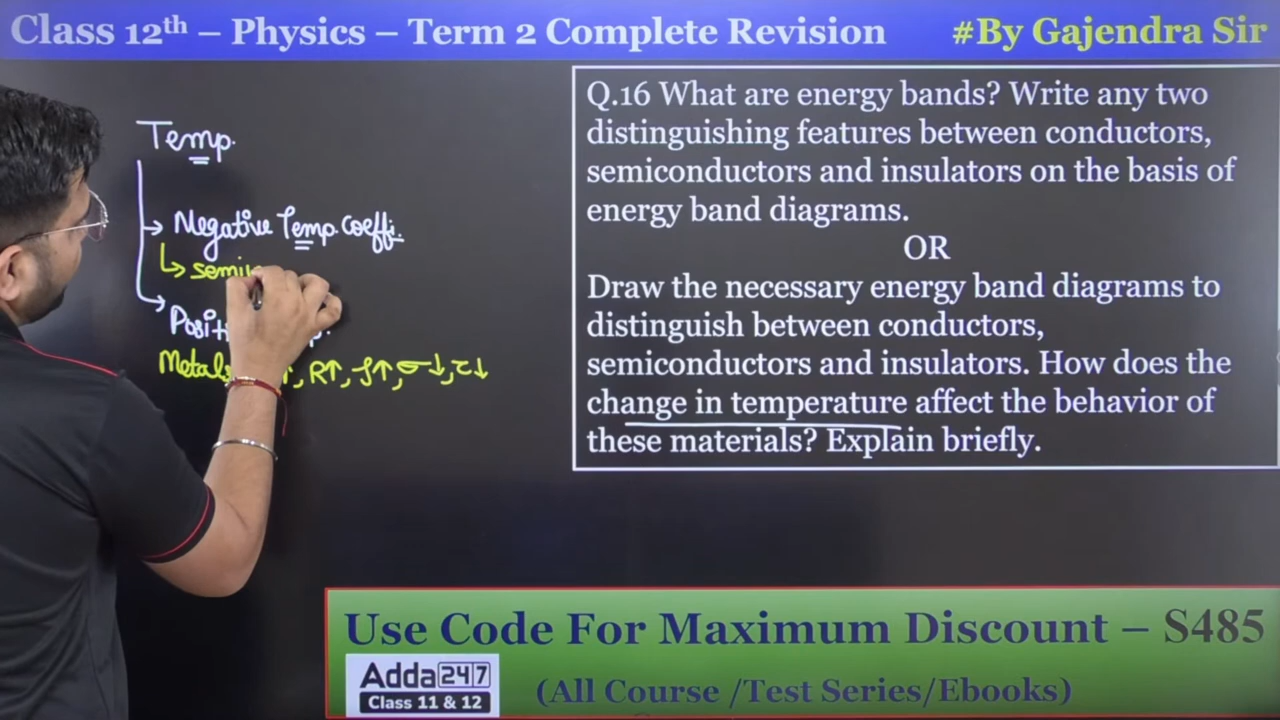 Class 12th – Physics – Term 2 Complete Revision #By Gajendra Sir
Temp.
Negative Temp. Coeffi.
semi
Posit
Metal
R↑, ρ↑, σ↓, τ↓
Q.16 What are energy bands? Write any two
distinguishing features between conductors,
semiconductors and insulators on the basis of
energy band diagrams.
OR
Draw the necessary energy band diagrams to
distinguish between conductors,
semiconductors and insulators. How does the
change in temperature affect the behavior of
these materials? Explain briefly.
Use Code For Maximum Discount – S485
Adda247
Class 11 & 12
(All Course /Test Series/Ebooks)